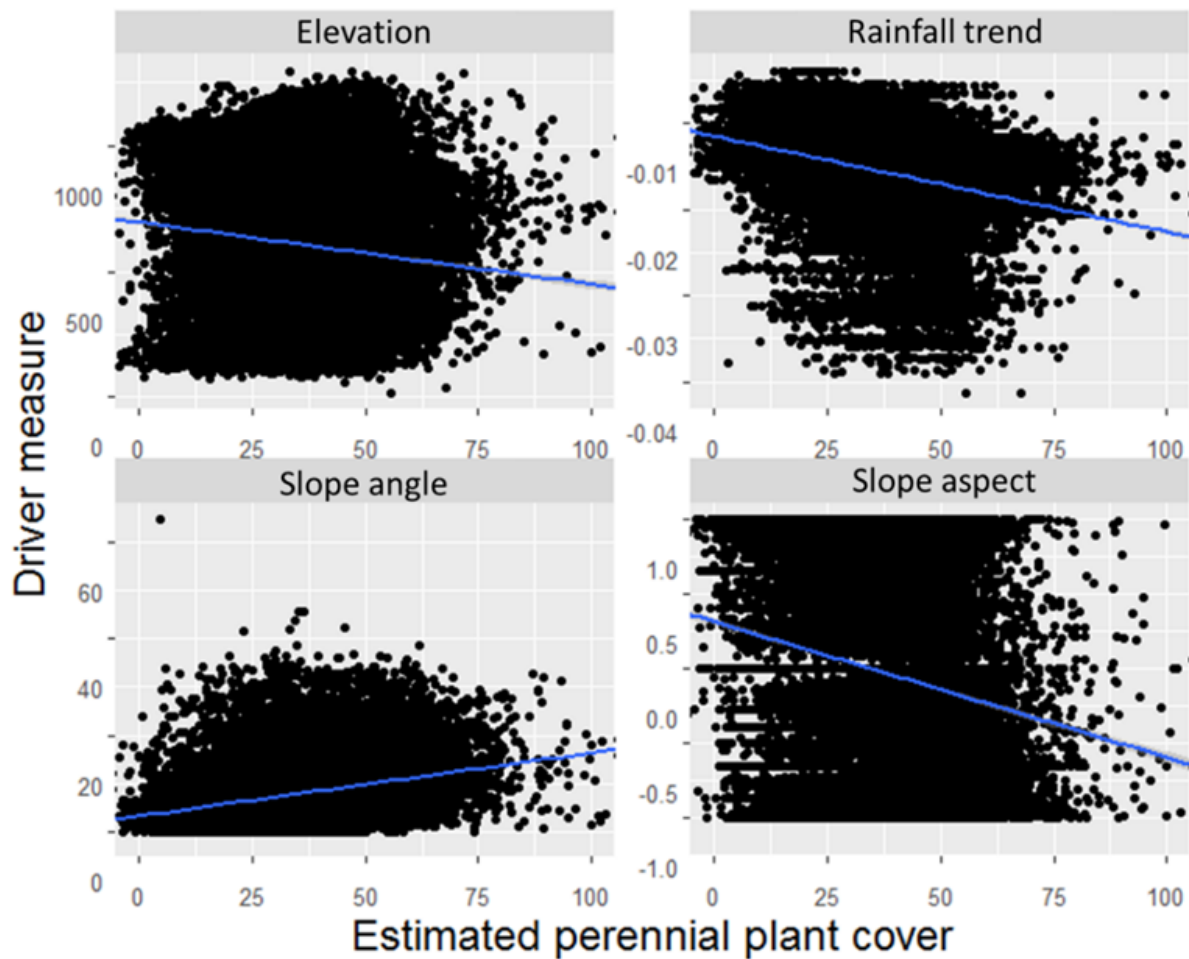 Elevation
Rainfall trend
Driver measure
1000
500
0
0 25 50 75 100
-0.01
-0.02
-0.03
-0.04
0 25 50 75 100
Slope angle
Slope aspect
60
40
20
0
0 25 50 75 100
1.0
0.5
0.0
-0.5
-1.0
0 25 50 75 100
Estimated perennial plant cover